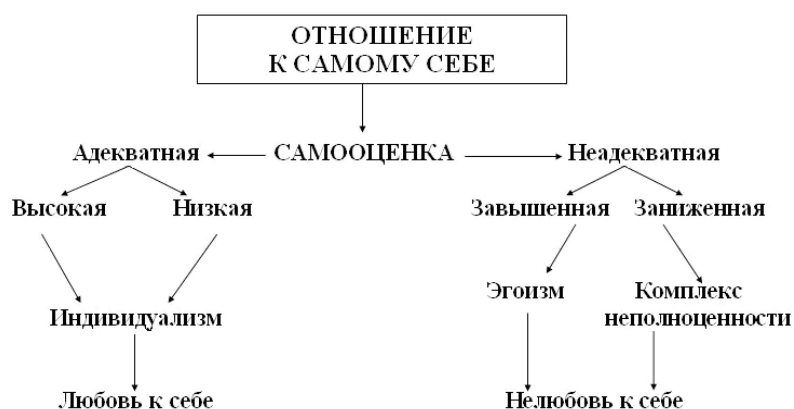 ОТНОШЕНИЕ
К САМОМУ СЕБЕ
Адекватная САМООЦЕНКА Неадекватная
Высокая Низкая Завышенная Заниженная
Эгоизм Комплекс
Индивидуализм неполноценности
Любовь к себе Нелюбовь к себе